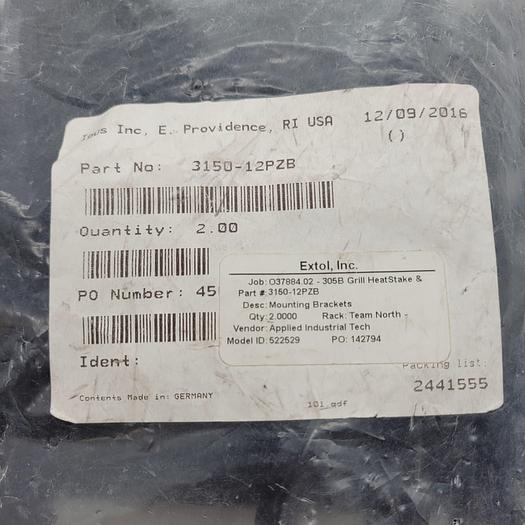 Inc, E. Providence, RI USA 12/09/2016
( )
Part No: 3150-12PZB
Quantity: 2.00
PO Number: 45
Extol, Inc.
Job: O37884.02 - 305B Grill HeatStake &
Part #: 3150-12PZB
Desc: Mounting Brackets
Qty: 2.0000 Rack: Team North -
Vendor: Applied Industrial Tech
Model ID: 522529 PO: 142794
Ident:
Packing list:
2441555
Contents Made in: GERMANY